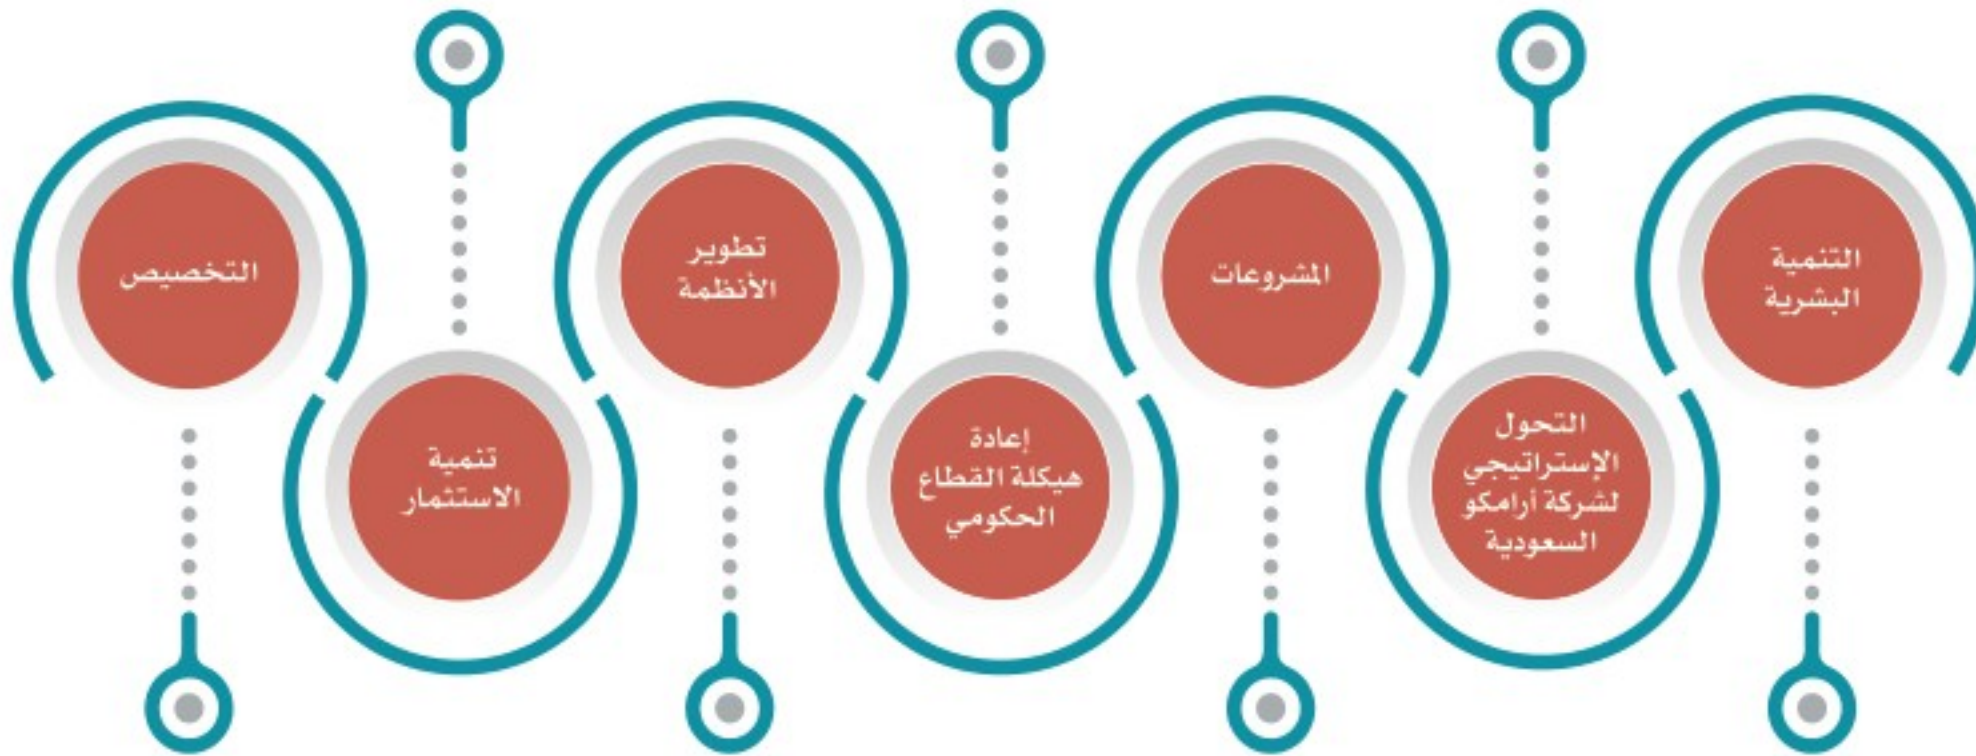 التنمية
البشرية
التحول
الإستراتيجي
لشركة أرامكو
السعودية
المشروعات
إعادة
هيكلة القطاع
الحكومي
تطوير
الأنظمة
تنمية
الاستثمار
التخصيص